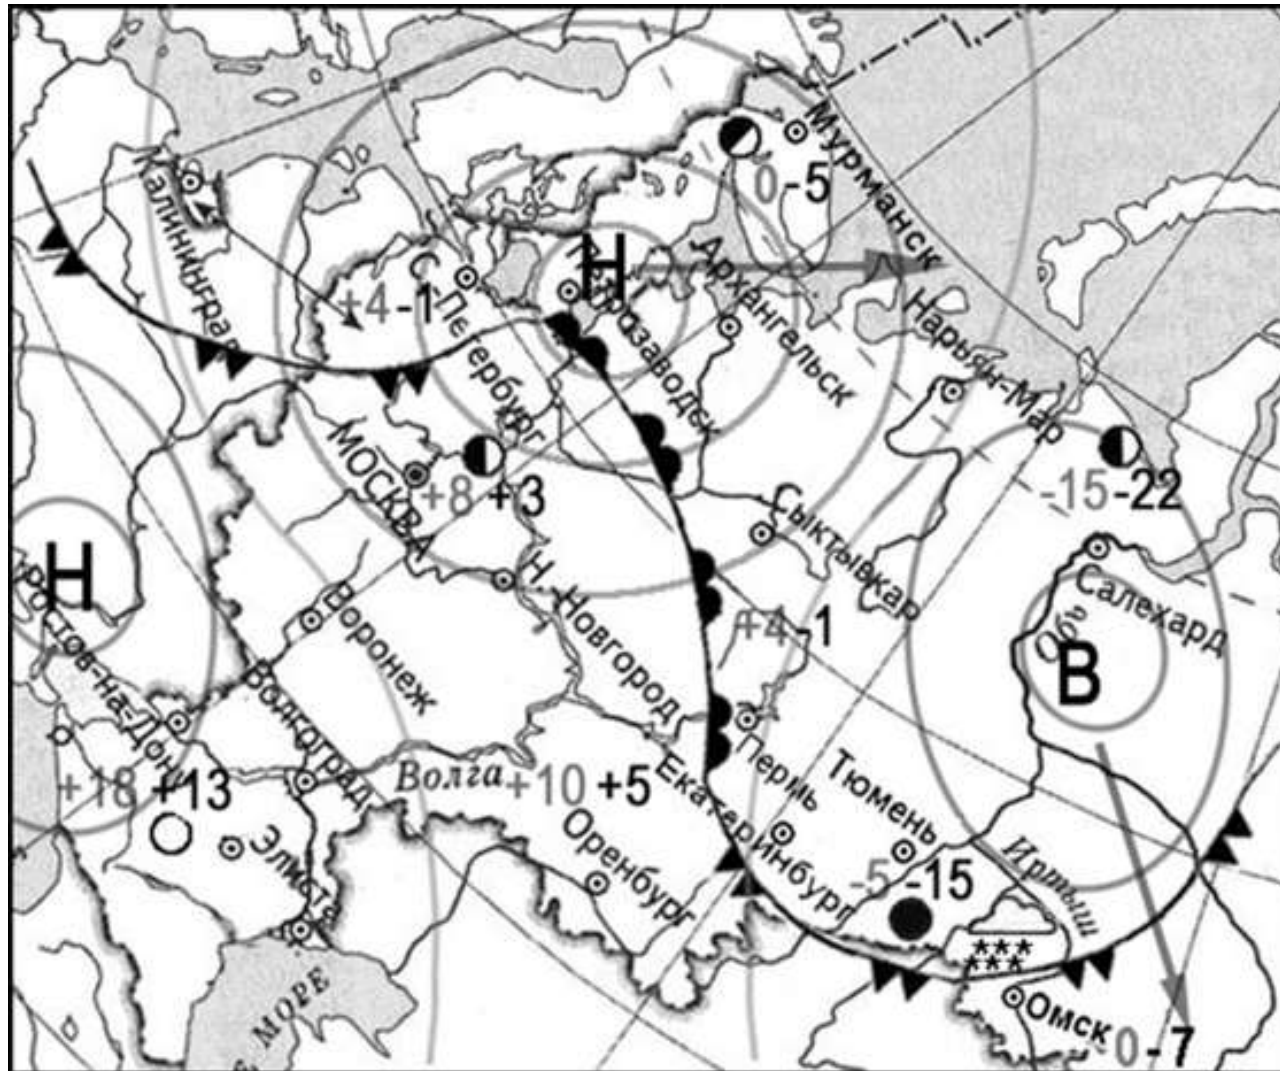 Мурманск
0 -5
Калининград
Н
Архангельск
+4 -1
С.-Петербург
Петрозаводск
Нарьян-Мар
МОСКВА
+8 +3
-15 -22
Сыктывкар
Н
Н.-Новгород
Салехард
Обь
+4 -1
В
Воронеж
Ростов-на-Дону
Волгоград
Пермь
Тюмень
Екатеринбург
+18 +13
Волга
+10 +5
Элиста
Оренбург
-5 -15
Иртыш
МОРЕ
Омск
0 -7